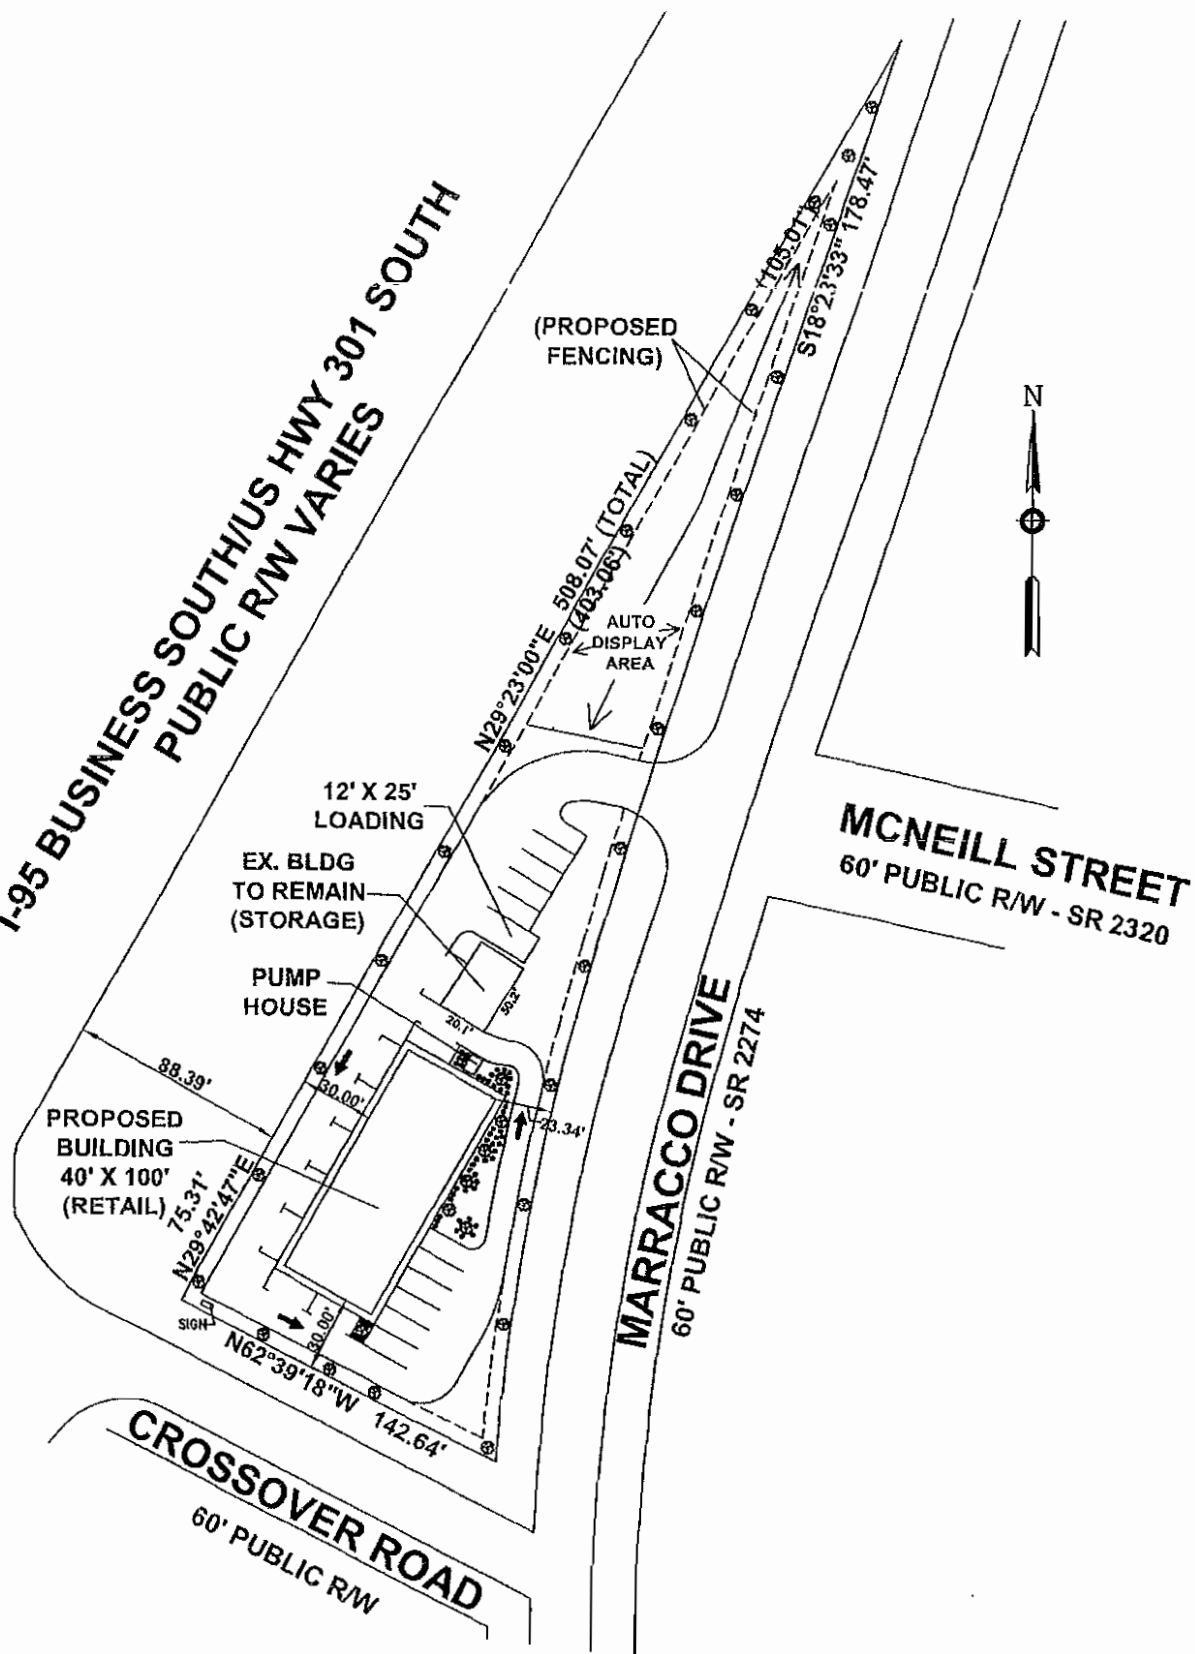 I-95 BUSINESS SOUTH/US HWY 301 SOUTH
PUBLIC R/W VARIES
(PROPOSED
FENCING)
(105.01')
S18°23'33" 178.47'
N
N29°23'00"E 508.07' (TOTAL)
(403.06')
AUTO
DISPLAY
AREA
12' X 25'
LOADING
EX. BLDG
TO REMAIN
(STORAGE)
PUMP
HOUSE
MCNEILL STREET
60' PUBLIC R/W - SR 2320
50.2'
20.1'
88.39'
30.00'
23.34'
PROPOSED
BUILDING
40' X 100'
(RETAIL)
75.31'
N29°42'47"E
MARRACCO DRIVE
60' PUBLIC R/W - SR 2274
SIGN
30.00'
N62°39'18"W 142.64'
CROSSOVER ROAD
60' PUBLIC R/W